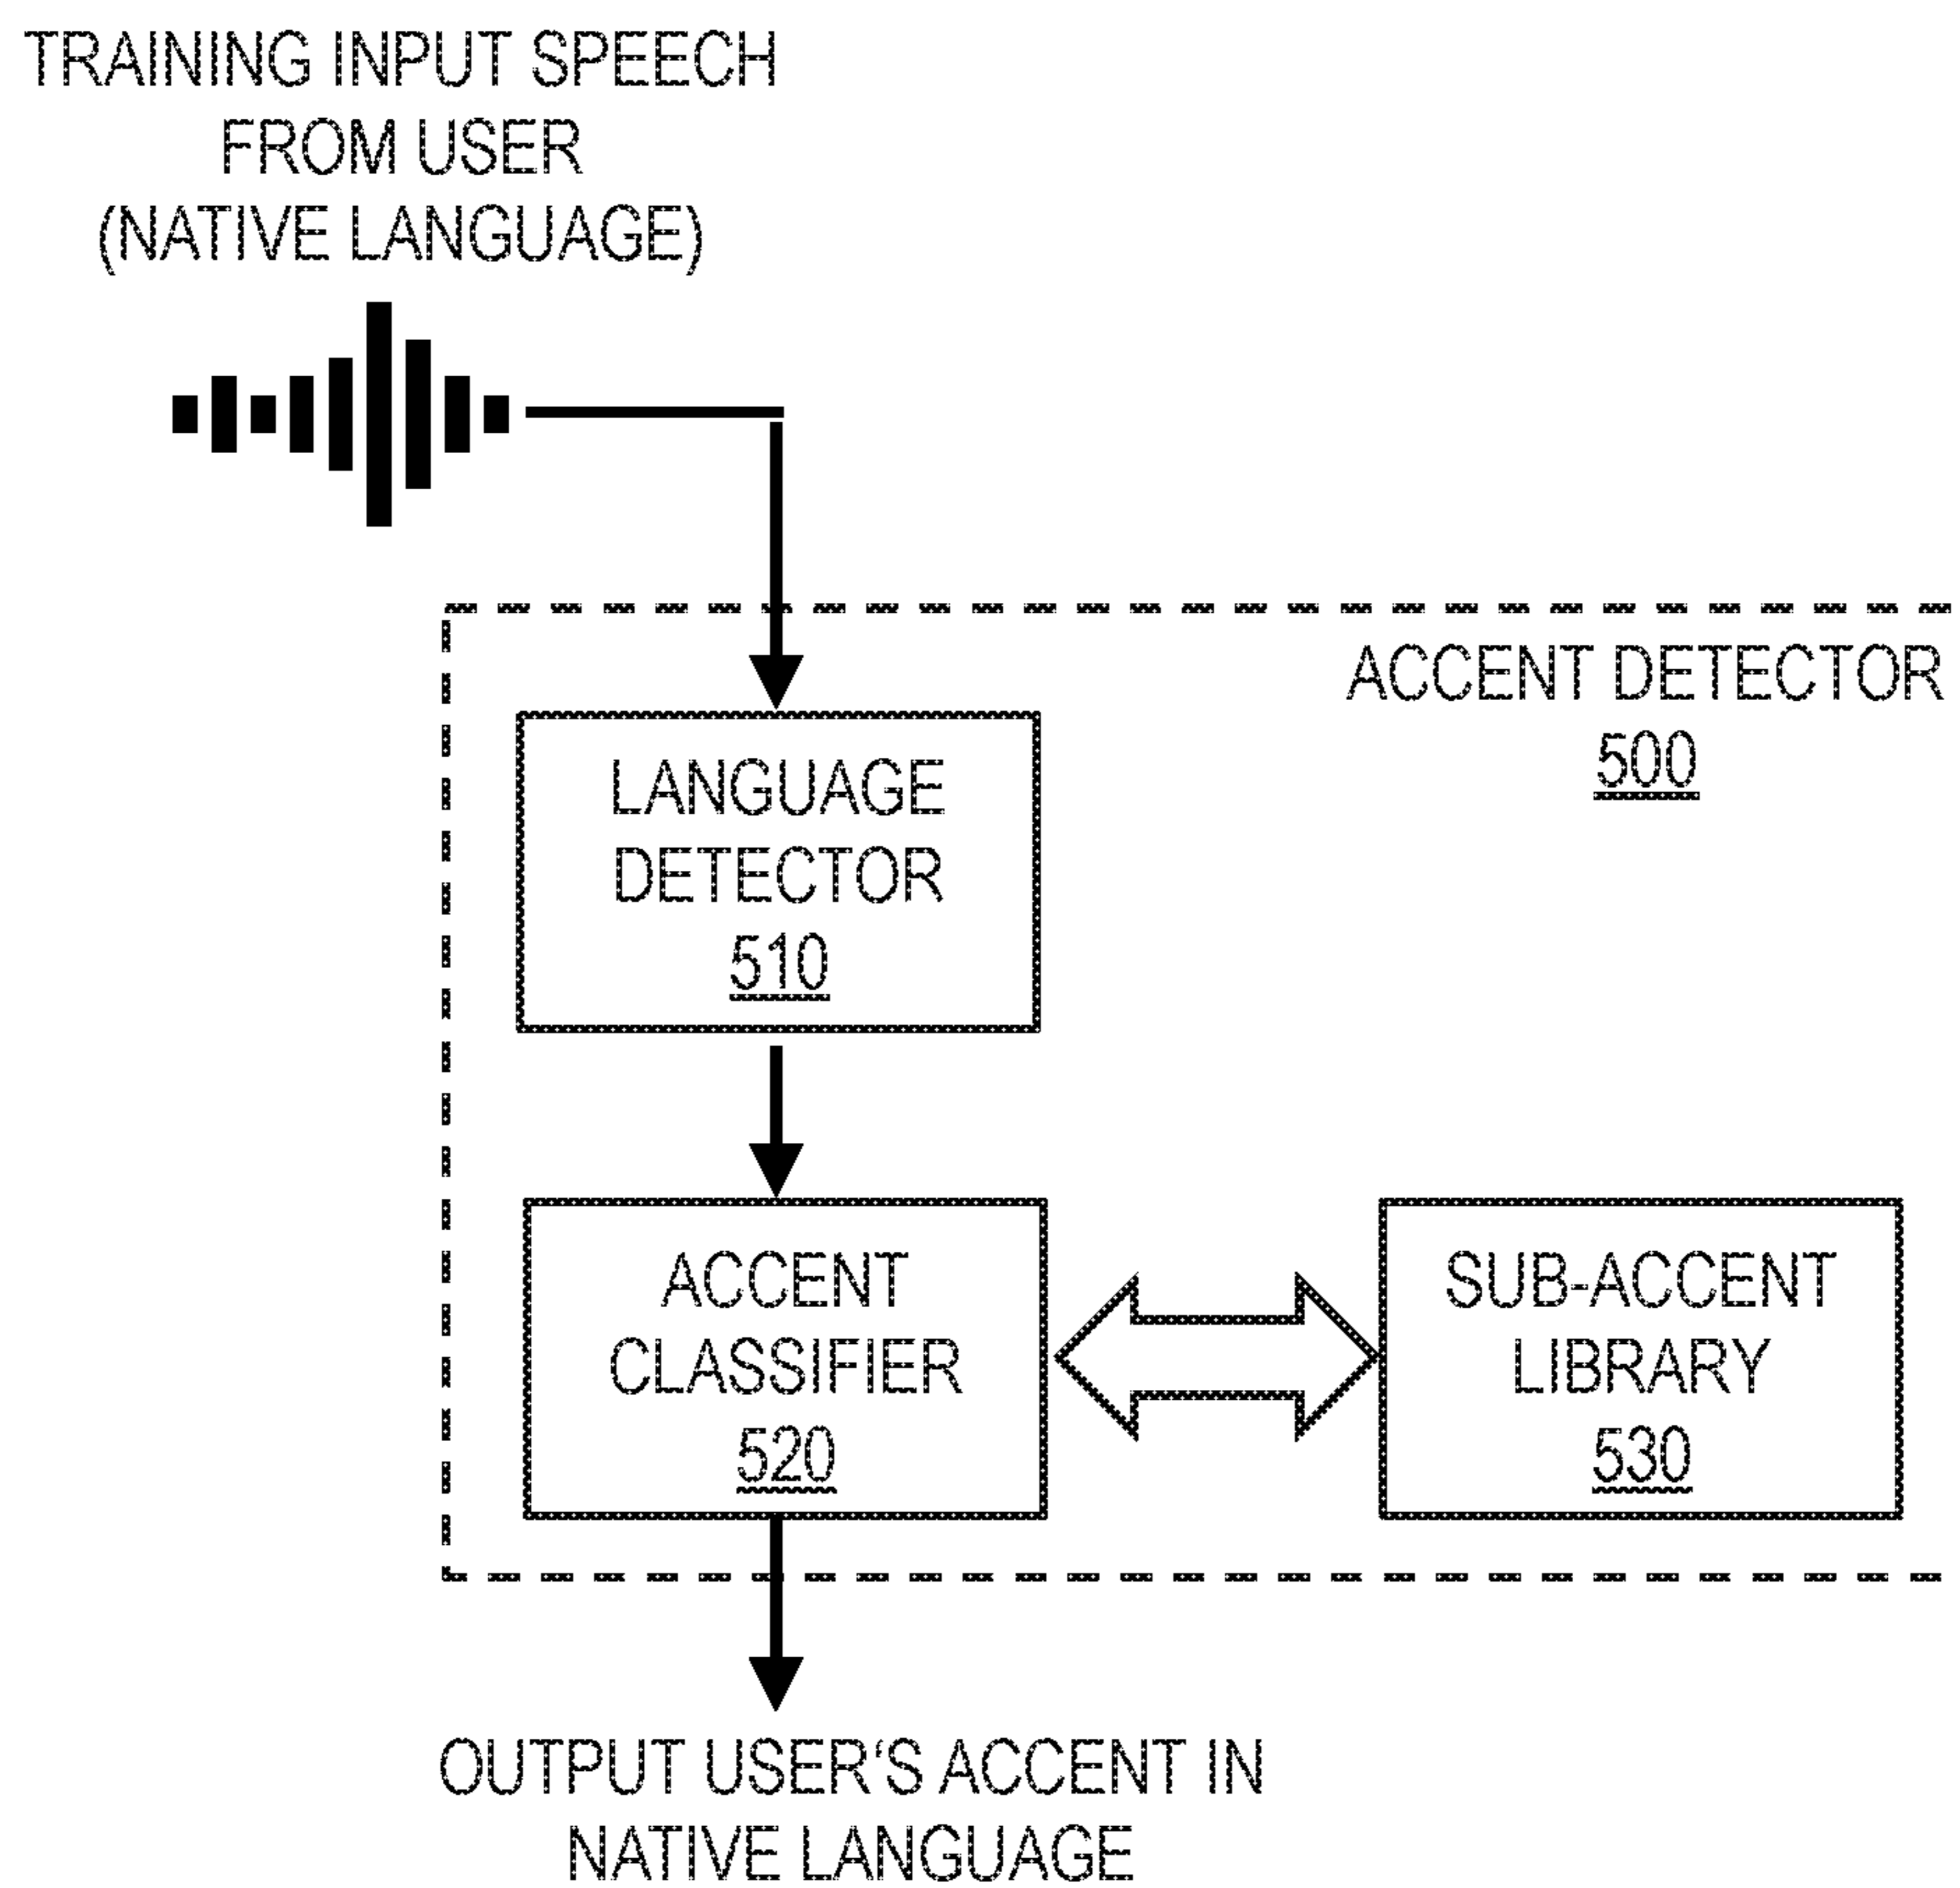 TRAINING INPUT SPEECH
FROM USER
(NATIVE LANGUAGE)
ACCENT DETECTOR
500
LANGUAGE
DETECTOR
510
ACCENT
CLASSIFIER
520
SUB-ACCENT
LIBRARY
530
OUTPUT USER‘S ACCENT IN
NATIVE LANGUAGE